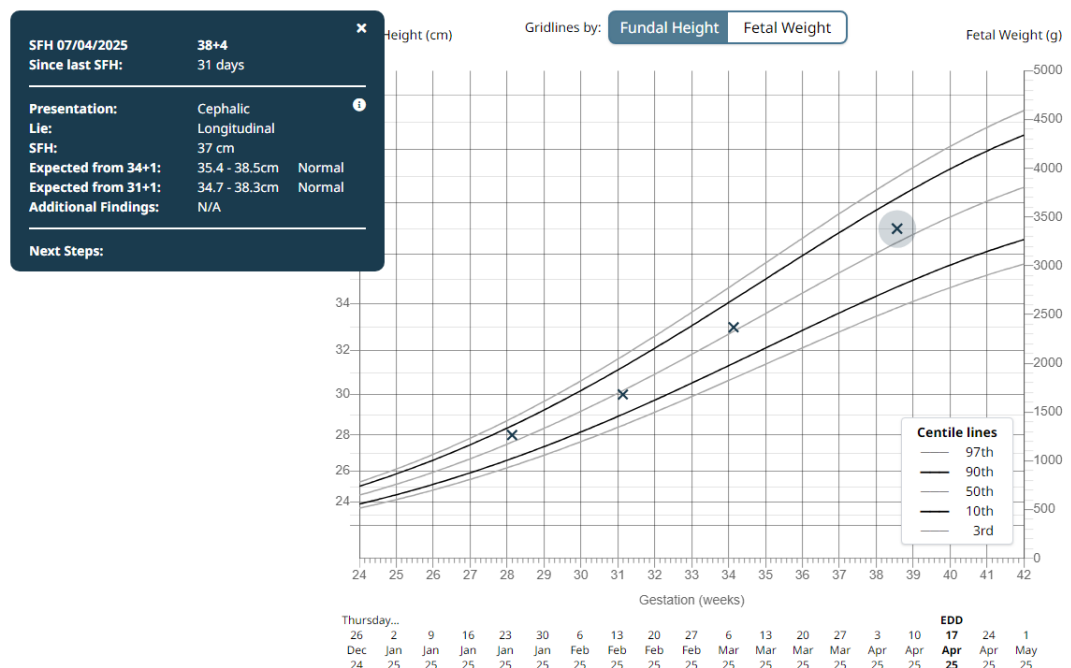 SFH 07/04/2025 38+4
Since last SFH: 31 days
Presentation: Cephalic
Lie: Longitudinal
SFH: 37 cm
Expected from 34+1: 35.4 - 38.5cm Normal
Expected from 31+1: 34.7 - 38.3cm Normal
Additional Findings: N/A
Next Steps:
Height (cm)
Gridlines by: Fundal Height Fetal Weight
Fetal Weight (g)
5000
4500
4000
3500
3000
2500
2000
1500
1000
500
0
34
32
30
28
26
24
Centile lines
97th
90th
50th
10th
3rd
24 25 26 27 28 29 30 31 32 33 34 35 36 37 38 39 40 41 42
Gestation (weeks)
Thursday... EDD
26 2 9 16 23 30 6 13 20 27 6 13 20 27 3 10 17 24 1
Dec Jan Jan Jan Jan Jan Feb Feb Feb Feb Mar Mar Mar Mar Apr Apr Apr Apr May
24 25 25 25 25 25 25 25 25 25 25 25 25 25 25 25 25 25 25